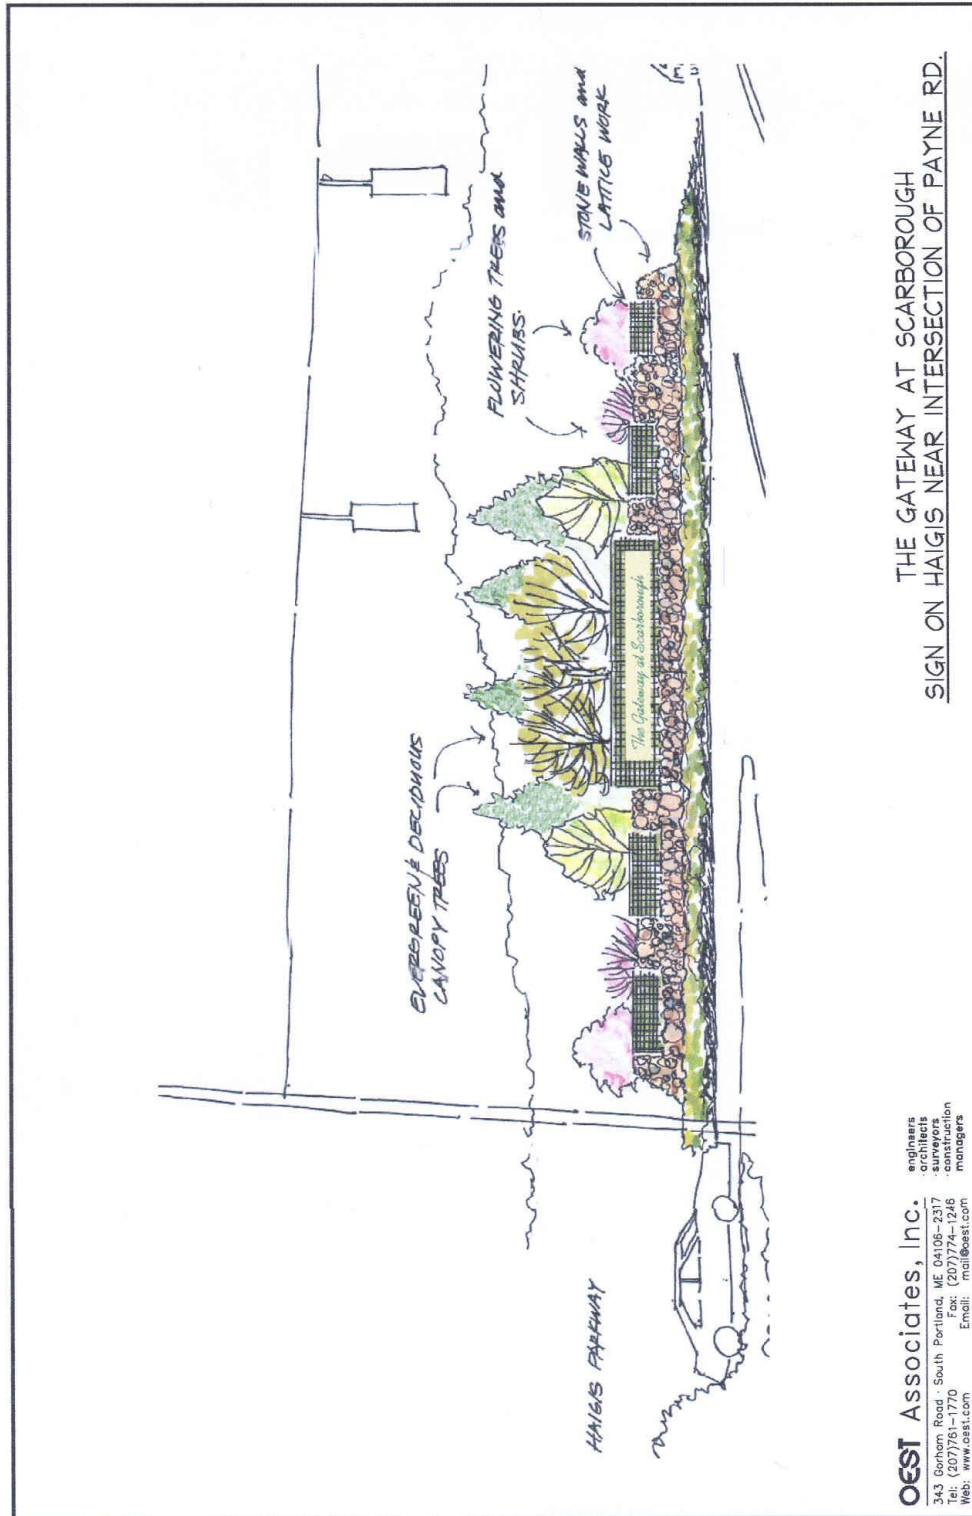 EVERGREEN & DECIDUOUS
CANOPY TREES
FLOWERING TREES and
SHRUBS.
STONE WALLS and
LATTICE WORK
HAIGIS PARKWAY
The Gateway at Scarborough
THE GATEWAY AT SCARBOROUGH
SIGN ON HAIGIS NEAR INTERSECTION OF PAYNE RD.
OEST Associates, Inc.
343 Gorham Road · South Portland, ME 04106-2317
Tel: (207)761-1770 Fax: (207)774-1246
Web: www.oest.com Email: mail@oest.com
engineers
·architects
·surveyors
·construction
managers